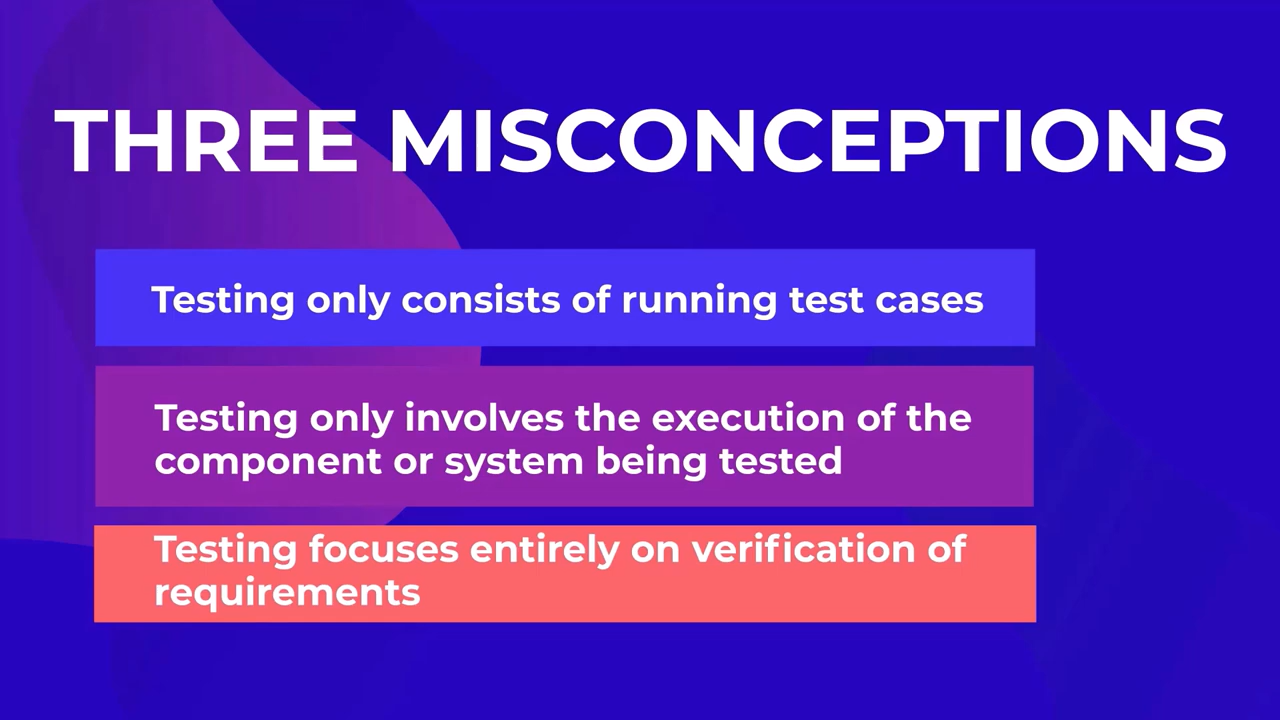 THREE MISCONCEPTIONS
Testing only consists of running test cases
Testing only involves the execution of the
component or system being tested
Testing focuses entirely on verification of
requirements